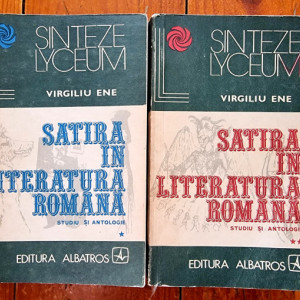 SINTEZE
LYCEUM
VIRGILIU ENE
SATIRA
ÎN
LITERATURA
ROMÂNĂ
STUDIU ȘI ANTOLOGIE
*
EDITURA ALBATROS
SINTEZE
LYCEUM
VIRGILIU ENE
SATIRA
ÎN
LITERATURA
ROMÂNĂ
STUDIU ȘI ANTOLOGIE
**
EDITURA ALBATROS